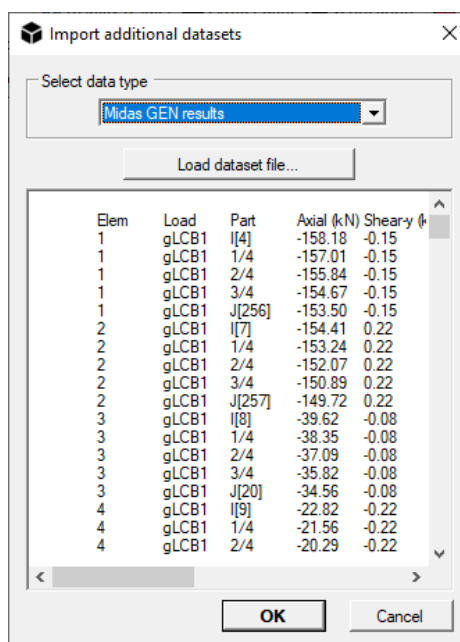 Import additional datasets
Select data type
Midas GEN results
Load dataset file...
Elem Load Part Axial (kN) Shear-y (k
1 gLCB1 I[4] -158.18 -0.15
1 gLCB1 1/4 -157.01 -0.15
1 gLCB1 2/4 -155.84 -0.15
1 gLCB1 3/4 -154.67 -0.15
1 gLCB1 J[256] -153.50 -0.15
2 gLCB1 I[7] -154.41 0.22
2 gLCB1 1/4 -153.24 0.22
2 gLCB1 2/4 -152.07 0.22
2 gLCB1 3/4 -150.89 0.22
2 gLCB1 J[257] -149.72 0.22
3 gLCB1 I[8] -39.62 -0.08
3 gLCB1 1/4 -38.35 -0.08
3 gLCB1 2/4 -37.09 -0.08
3 gLCB1 3/4 -35.82 -0.08
3 gLCB1 J[20] -34.56 -0.08
4 gLCB1 I[9] -22.82 -0.22
4 gLCB1 1/4 -21.56 -0.22
4 gLCB1 2/4 -20.29 -0.22
OK Cancel